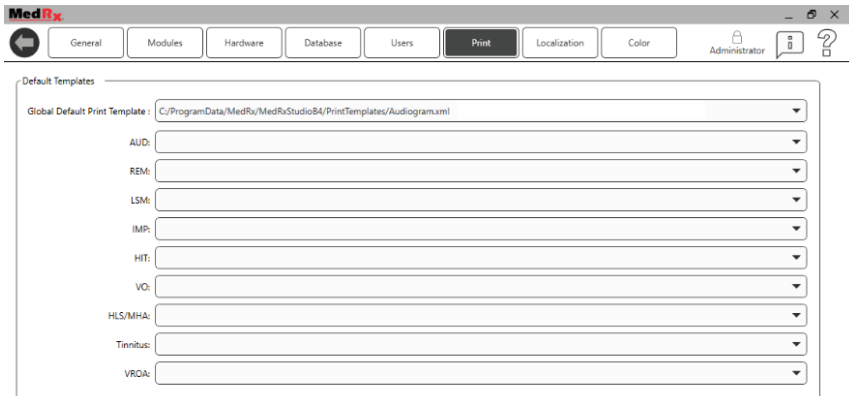 MedRx
General Modules Hardware Database Users Print Localization Color Administrator
Default Templates
Global Default Print Template : C:/ProgramData/MedRx/MedRxStudio84/PrintTemplates/Audiogram.xml
AUD:
REM:
LSM:
IMP:
HIT:
VO:
HLS/MHA:
Tinnitus:
VROA: